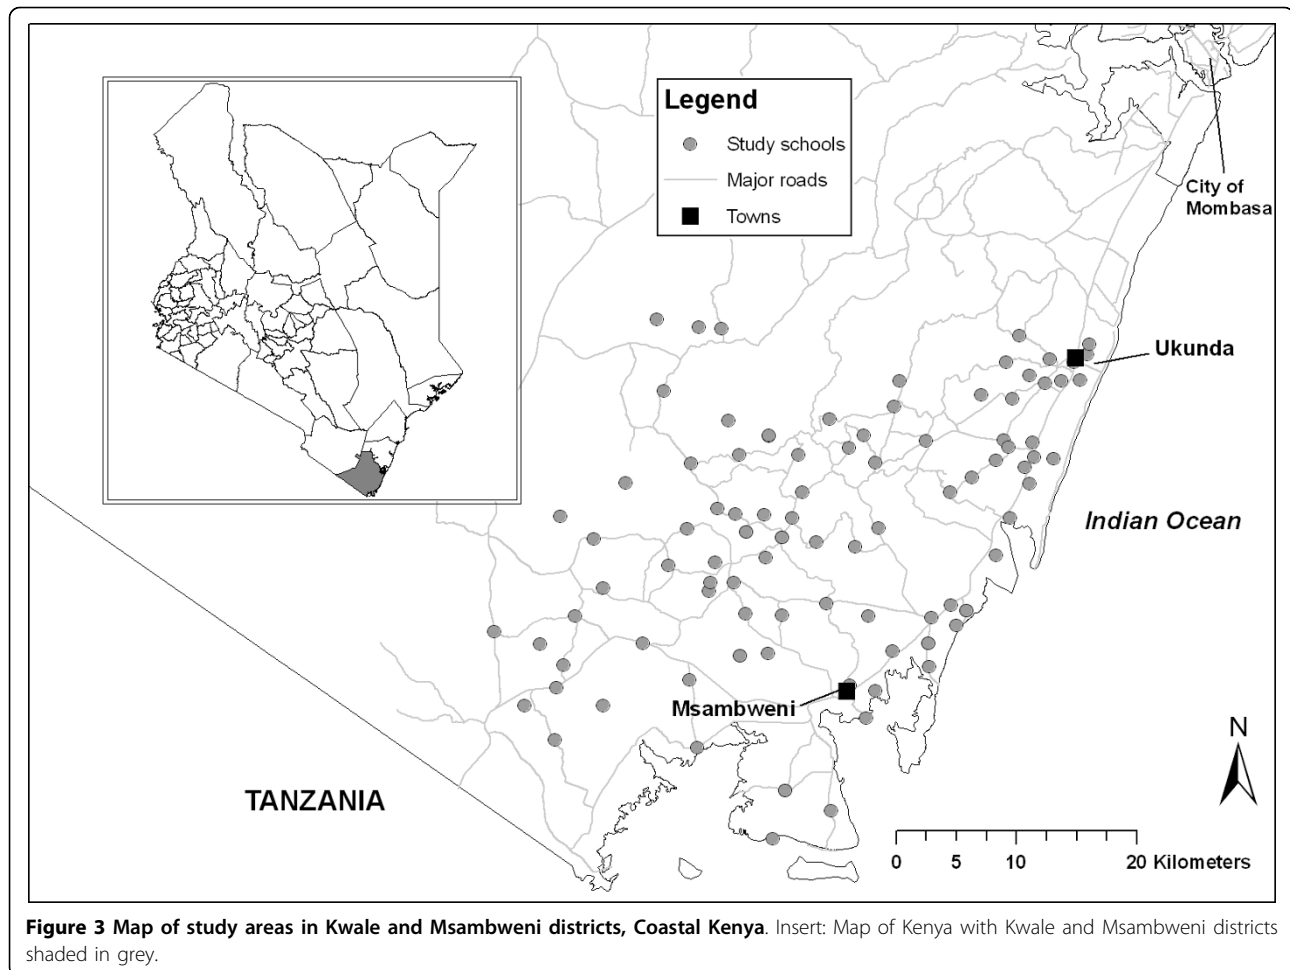 Legend
Study schools
Major roads
Towns
City of
Mombasa
Ukunda
Indian Ocean
Msambweni
N
TANZANIA
0 5 10 20 Kilometers
Figure 3 Map of study areas in Kwale and Msambweni districts, Coastal Kenya. Insert: Map of Kenya with Kwale and Msambweni districts
shaded in grey.